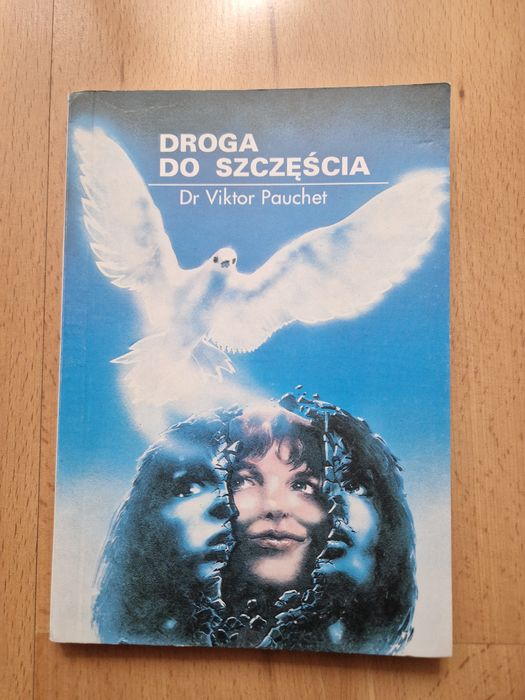 DROGA
DO SZCZĘŚCIA
Dr Viktor Pauchet